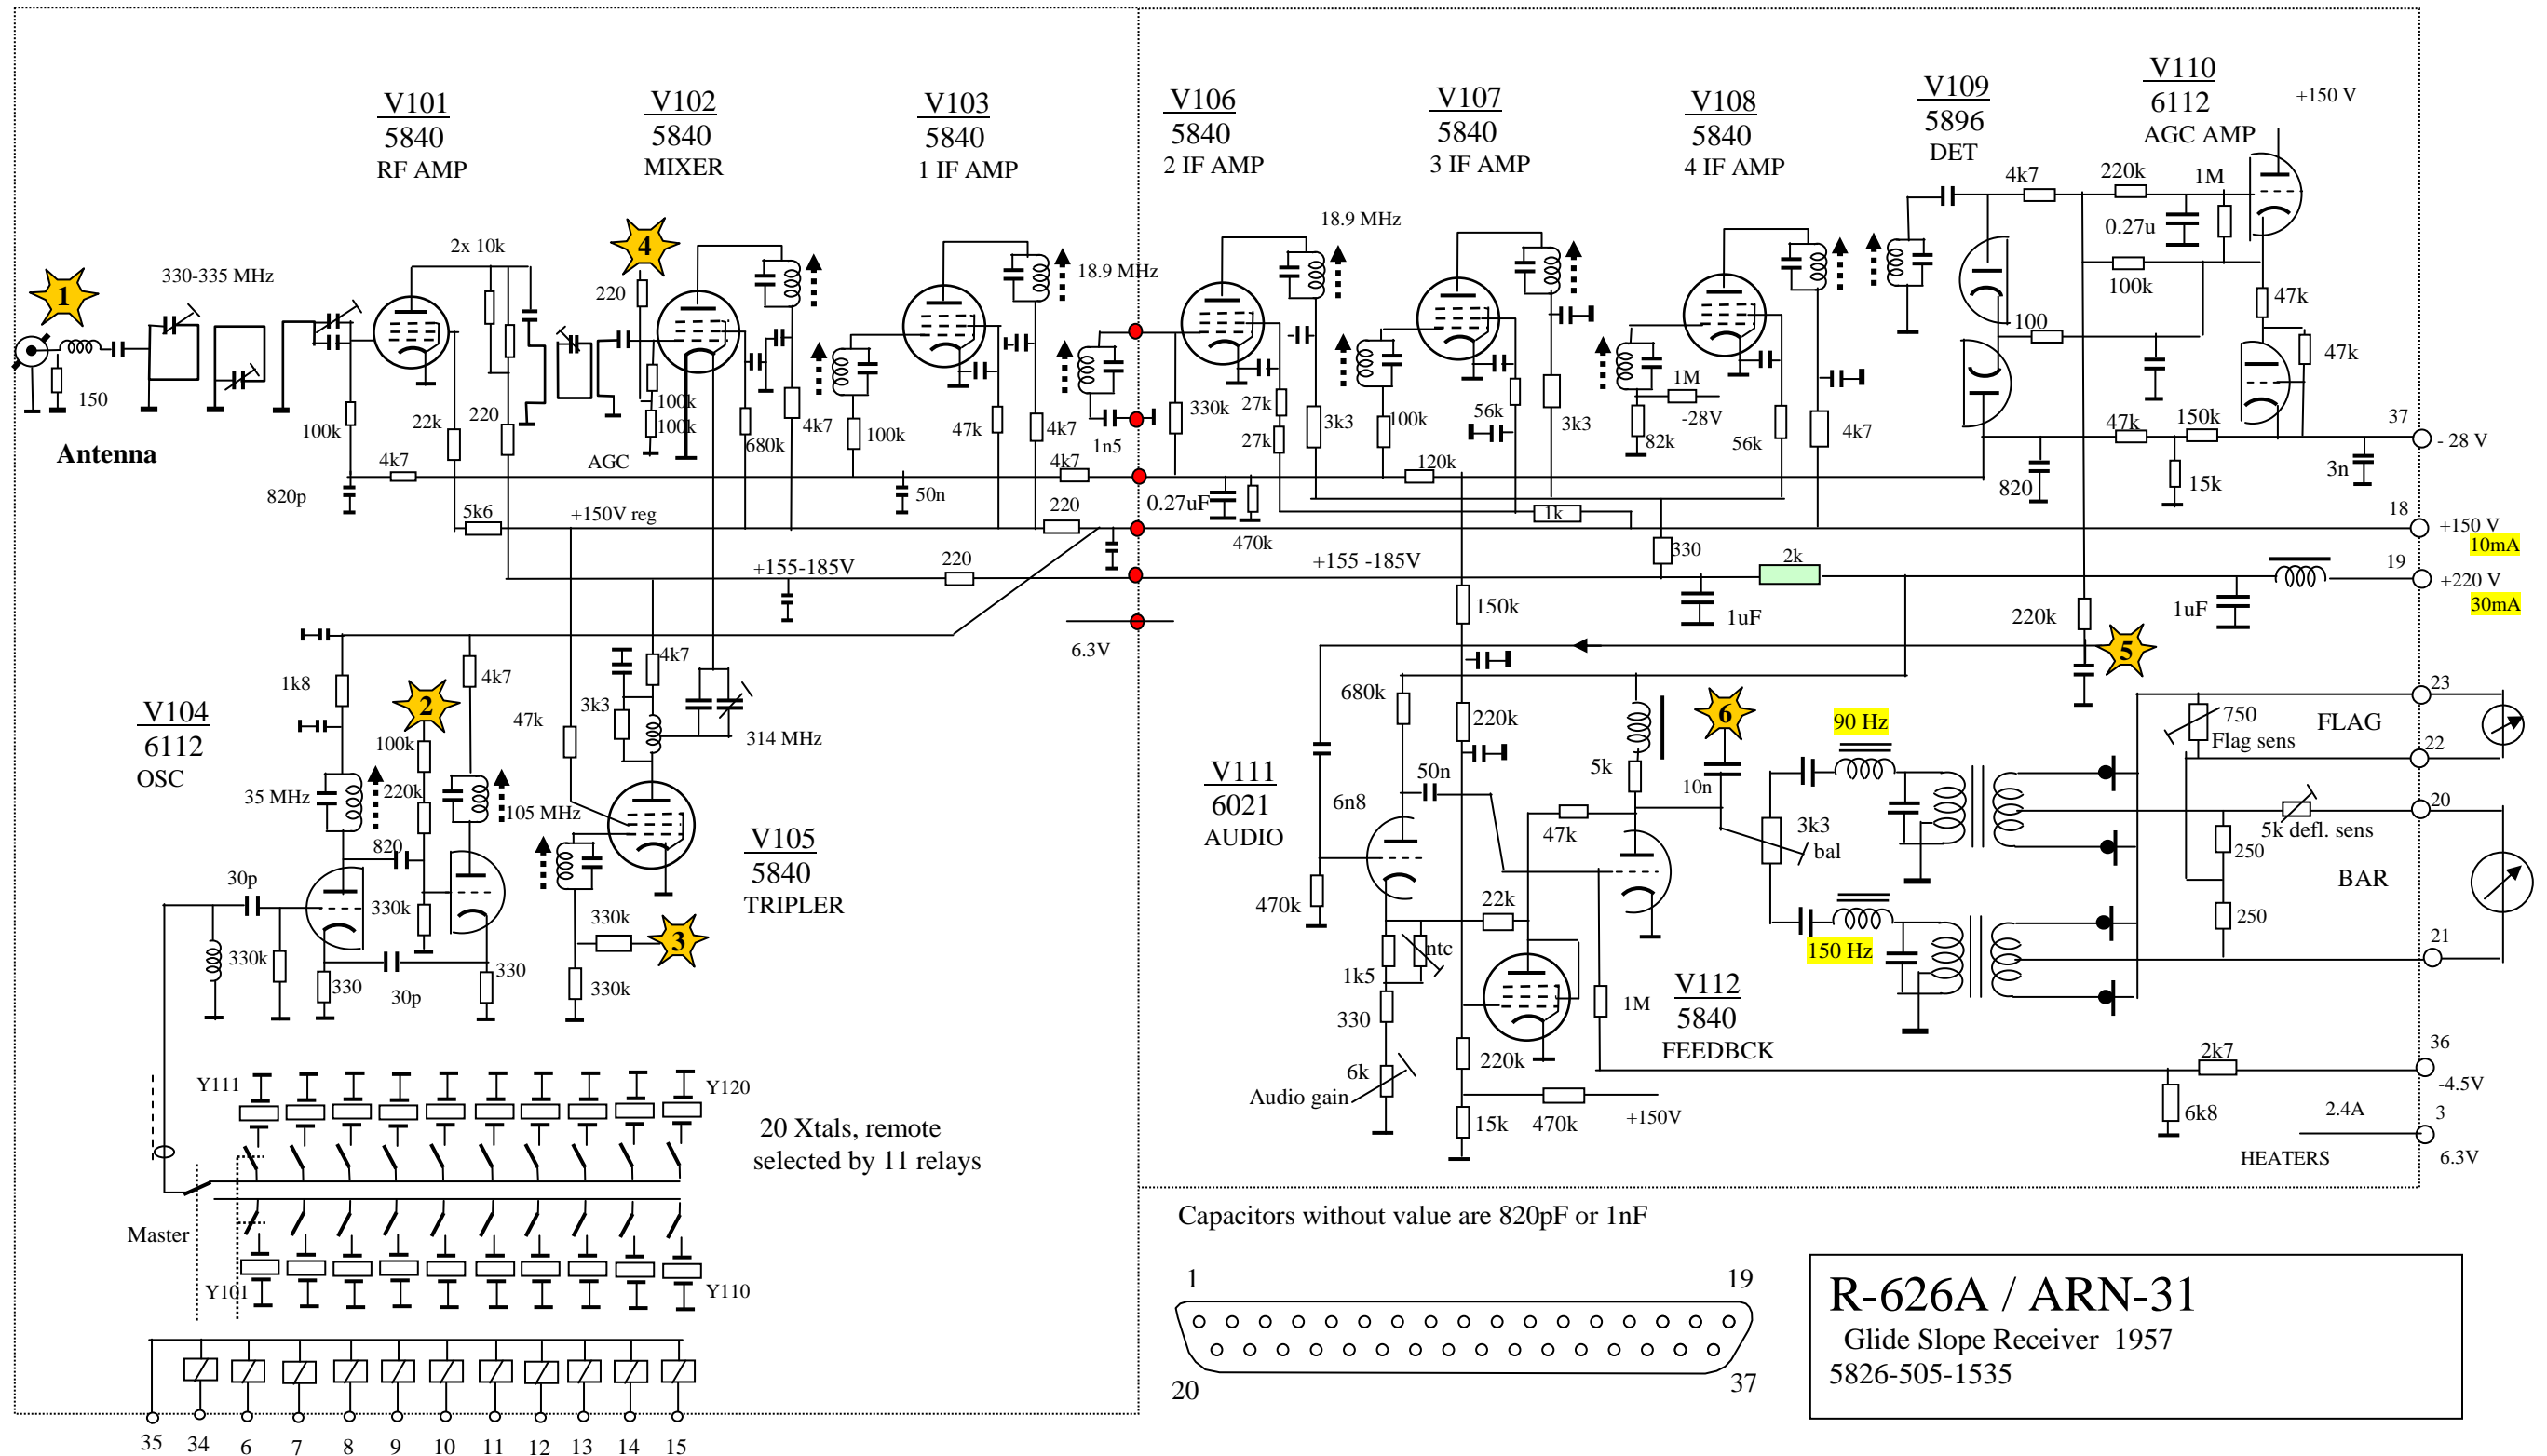 V101
5840
RF AMP
V102
5840
MIXER
V103
5840
1 IF AMP
V106
5840
2 IF AMP
V107
5840
3 IF AMP
V108
5840
4 IF AMP
V109
5896
DET
V110
6112
AGC AMP
+150 V
1
330-335 MHz
150
Antenna
2x 10k
4
220
18.9 MHz
18.9 MHz
4k7
220k
1M
0.27u
100k
47k
100
47k
100k
22k
220
100k
100k
680k
4k7
100k
47k
4k7
1n5
330k
27k
27k
3k3
100k
56k
3k3
1M
-28V
82k
56k
4k7
47k
150k
37
- 28 V
820p
4k7
AGC
50n
4k7
0.27uF
470k
120k
820
15k
3n
5k6
+150V reg
220
1k
18
+150 V
10mA
+155-185V
220
+155 -185V
330
2k
19
+220 V
30mA
6.3V
150k
1uF
220k
1uF
5
V104
6112
OSC
1k8
2
4k7
47k
3k3
4k7
314 MHz
100k
35 MHz
220k
105 MHz
820
30p
330k
330k
330
30p
330
V105
5840
TRIPLER
330k
3
330k
V111
6021
AUDIO
680k
220k
6n8
50n
5k
6
10n
47k
3k3
bal
90 Hz
150 Hz
750
Flag sens
FLAG
23
22
20
5k defl. sens
250
BAR
250
21
470k
22k
ntc
1k5
330
6k
Audio gain
1M
V112
5840
FEEDBCK
220k
15k
470k
+150V
2k7
36
-4.5V
6k8
2.4A
3
HEATERS
6.3V
Y111
Y120
20 Xtals, remote
selected by 11 relays
Master
Y101
Y110
35 34 6 7 8 9 10 11 12 13 14 15
Capacitors without value are 820pF or 1nF
1
19
20
37
R-626A / ARN-31
Glide Slope Receiver 1957
5826-505-1535